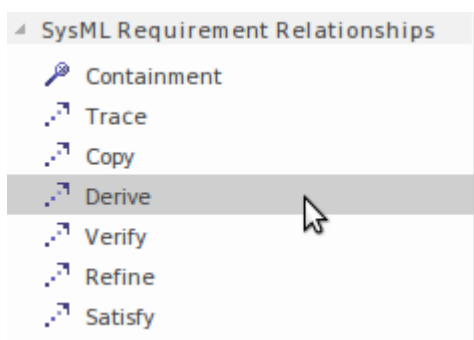 SysML Requirement Relationships
Containment
Trace
Copy
Derive
Verify
Refine
Satisfy